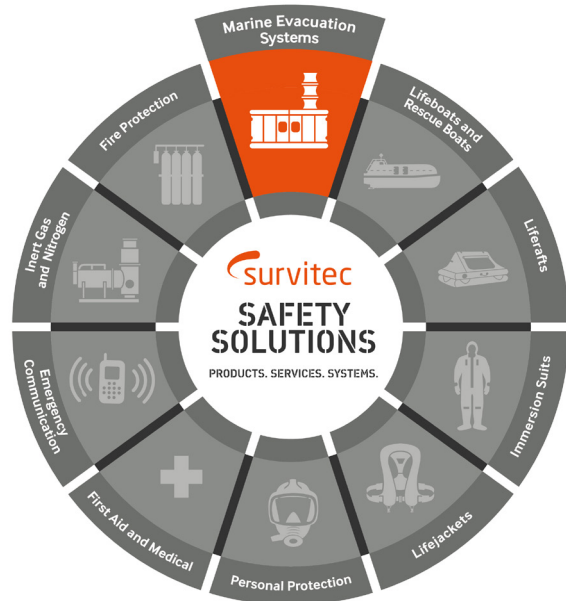 Marine Evacuation
Systems
Lifeboats and
Rescue Boats
Liferafts
Immersion Suits
Lifejackets
Personal Protection
First Aid and Medical
Emergency
Communication
Inert Gas
and Nitrogen
Fire Protection
survitec
SAFETY
SOLUTIONS
PRODUCTS. SERVICES. SYSTEMS.